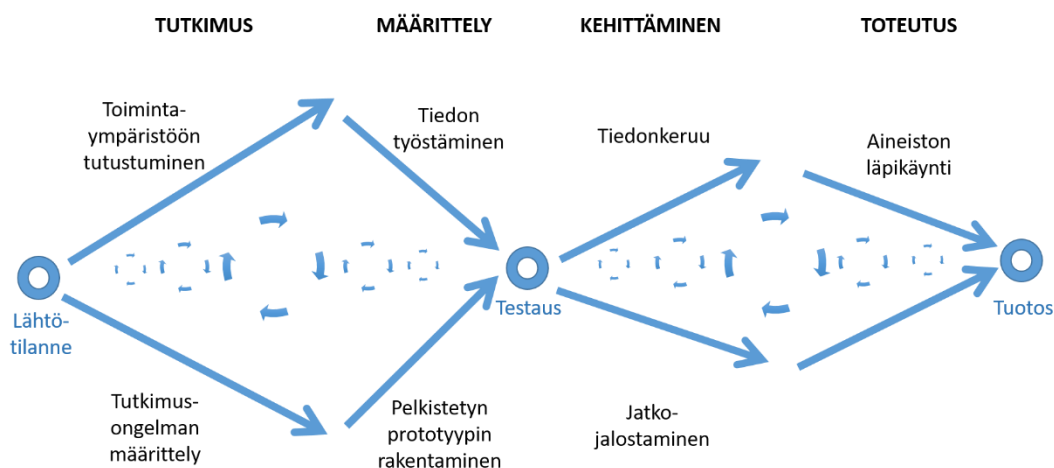 TUTKIMUS
MÄÄRITTELY
KEHITTÄMINEN
TOTEUTUS
Toiminta-
ympäristöön
tutustuminen
Tiedon
työstäminen
Tiedonkeruu
Aineiston
läpikäynti
Lähtö-
tilanne
Testaus
Tuotos
Tutkimus-
ongelman
määrittely
Pelkistetyn
prototyypin
rakentaminen
Jatko-
jalostaminen